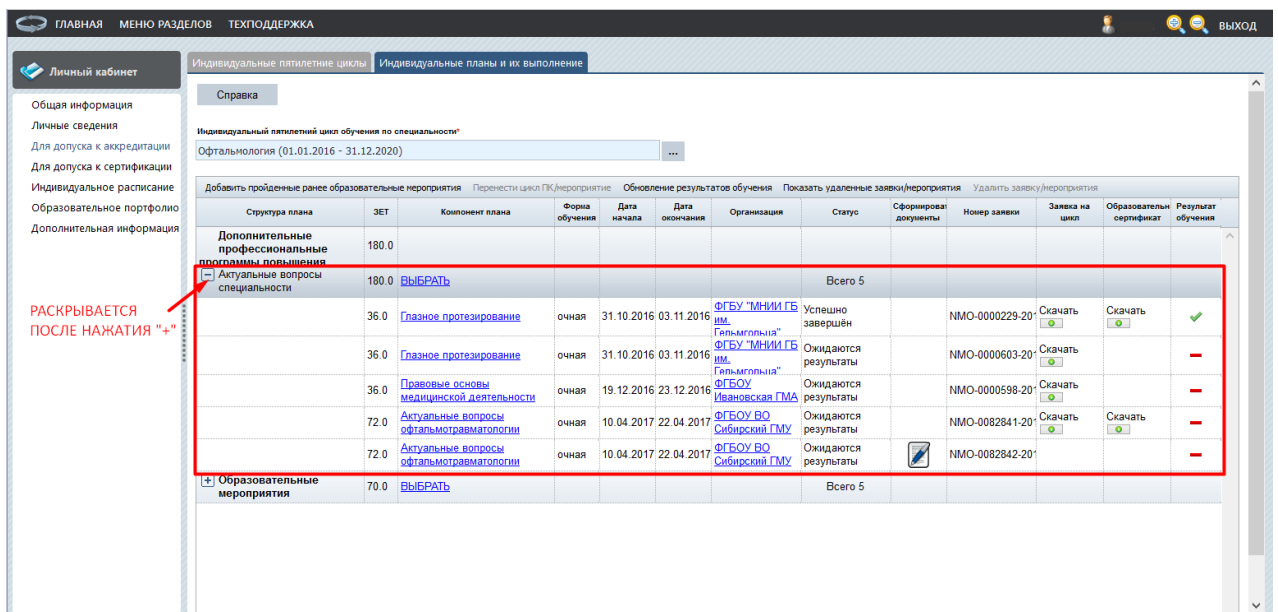 ГЛАВНАЯ МЕНЮ РАЗДЕЛОВ ТЕХПОДДЕРЖКА ВЫХОД
Личный кабинет
Общая информация
Личные сведения
Для допуска к аккредитации
Для допуска к сертификации
Индивидуальное расписание
Образовательное портфолио
Дополнительная информация
РАСКРЫВАЕТСЯ
ПОСЛЕ НАЖАТИЯ "+"
Индивидуальные пятилетние циклы Индивидуальные планы и их выполнение
Справка
Индивидуальный пятилетний цикл обучения по специальности*
Офтальмология (01.01.2016 - 31.12.2020) ...
Добавить пройденные ранее образовательные мероприятия Перенести цикл ПК/мероприятие Обновление результатов обучения Показать удаленные заявки/мероприятия Удалить заявку/мероприятия
Структура плана ЗЕТ Компонент плана Форма обучения Дата начала Дата окончания Организация Статус Сформироват документы Номер заявки Заявка на цикл Образовательн сертификат Результат обучения
Дополнительные
профессиональные 180.0
программы повышения
Актуальные вопросы
специальности 180.0 ВЫБРАТЬ Всего 5
36.0 Глазное протезирование очная 31.10.2016 03.11.2016 ФГБУ "МНИИ ГБ им. Гельмгольца" Успешно завершён NMO-0000229-201 Скачать Скачать
36.0 Глазное протезирование очная 31.10.2016 03.11.2016 ФГБУ "МНИИ ГБ им. Гельмгольца" Ожидаются результаты NMO-0000603-201 Скачать
36.0 Правовые основы медицинской деятельности очная 19.12.2016 23.12.2016 ФГБОУ Ивановская ГМА Ожидаются результаты NMO-0000598-201 Скачать
72.0 Актуальные вопросы офтальмотравматологии очная 10.04.2017 22.04.2017 ФГБОУ ВО Сибирский ГМУ Ожидаются результаты NMO-0082841-201 Скачать Скачать
72.0 Актуальные вопросы офтальмотравматологии очная 10.04.2017 22.04.2017 ФГБОУ ВО Сибирский ГМУ Ожидаются результаты NMO-0082842-201
Образовательные
мероприятия 70.0 ВЫБРАТЬ Всего 5